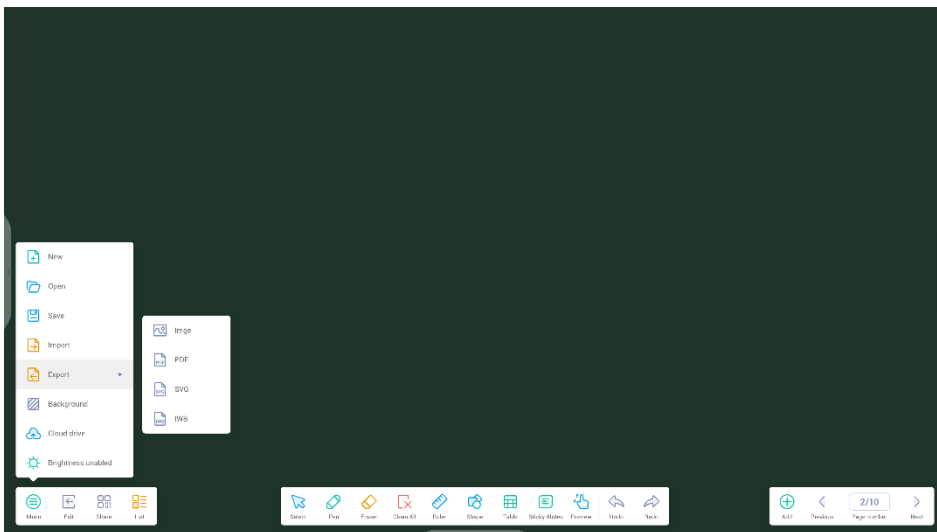 New
Open
Save
Import
Export
Background
Cloud drive
Brightness unabled
Image
PDF
SVG
IWB
Menu
Exit
Share
List
Select
Pen
Eraser
Clean All
Ruler
Shape
Table
Sticky-Notes
Preview
Undo
Redo
Add
Previous
2/10
Page number
Next